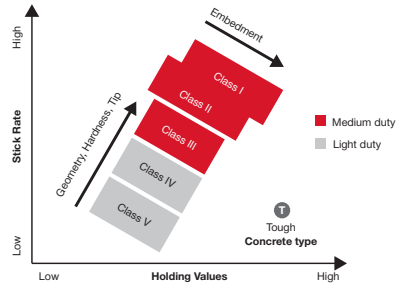 High
Stick Rate
Low
Embedment
Geometry, Hardness, Tip
Class I
Class II
Class III
Class IV
Class V
Medium duty
Light duty
T
Tough
Concrete type
Low
Holding Values
High